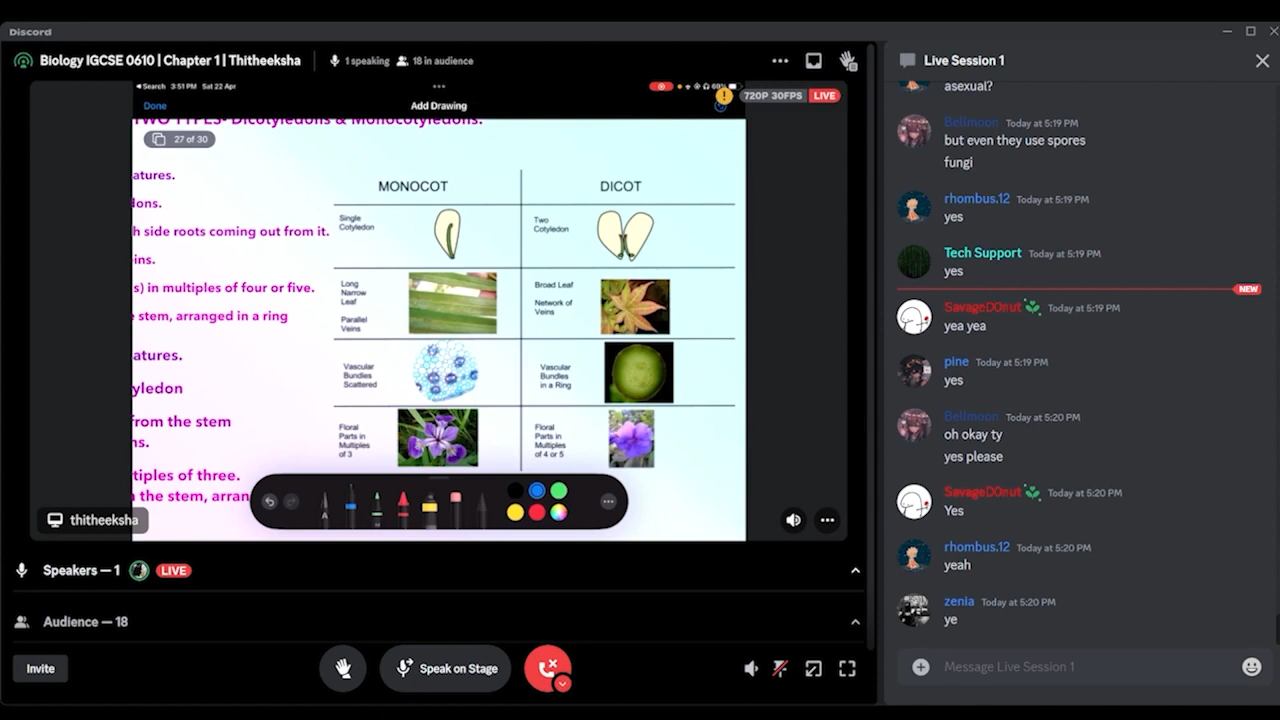 Discord
Biology IGCSE 0610 | Chapter 1 | Thitheeksha
1 speaking
18 in audience
Search 3:51 PM Sat 22 Apr
Done
Add Drawing
720P 30FPS
LIVE
TWO TYPES- Dicotyledons & Monocotyledons.
27 of 30
atures.
dons.
h side roots coming out from it.
ins.
s) in multiples of four or five.
stem, arranged in a ring
atures.
yledon
from the stem
ns.
tiples of three.
the stem, arran
MONOCOT
DICOT
Single
Cotyledon
Two
Cotyledon
Long
Narrow
Leaf
Parallel
Veins
Broad Leaf
Network of
Veins
Vascular
Bundles
Scattered
Vascular
Bundles
in a Ring
Floral
Parts in
Multiples
of 3
Floral
Parts in
Multiples
of 4 or 5
thitheeksha
Speakers — 1
LIVE
Audience — 18
Invite
Speak on Stage
Live Session 1
asexual?
Bellmoon Today at 5:19 PM
but even they use spores
fungi
rhombus.12 Today at 5:19 PM
yes
Tech Support Today at 5:19 PM
yes
NEW
SavageD0nut Today at 5:19 PM
yea yea
pine Today at 5:19 PM
yes
Bellmoon Today at 5:20 PM
oh okay ty
yes please
SavageD0nut Today at 5:20 PM
Yes
rhombus.12 Today at 5:20 PM
yeah
zenia Today at 5:20 PM
ye
Message Live Session 1